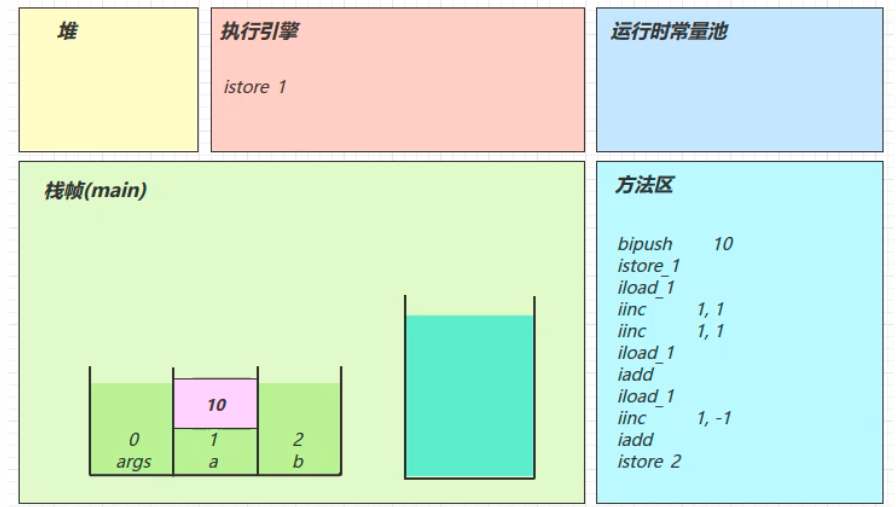 堆
执行引擎
istore 1
运行时常量池
栈帧(main)
10
0 1 2
args a b
方法区
bipush 10
istore_1
iload_1
iinc 1, 1
iinc 1, 1
iload_1
iadd
iload_1
iinc 1, -1
iadd
istore 2